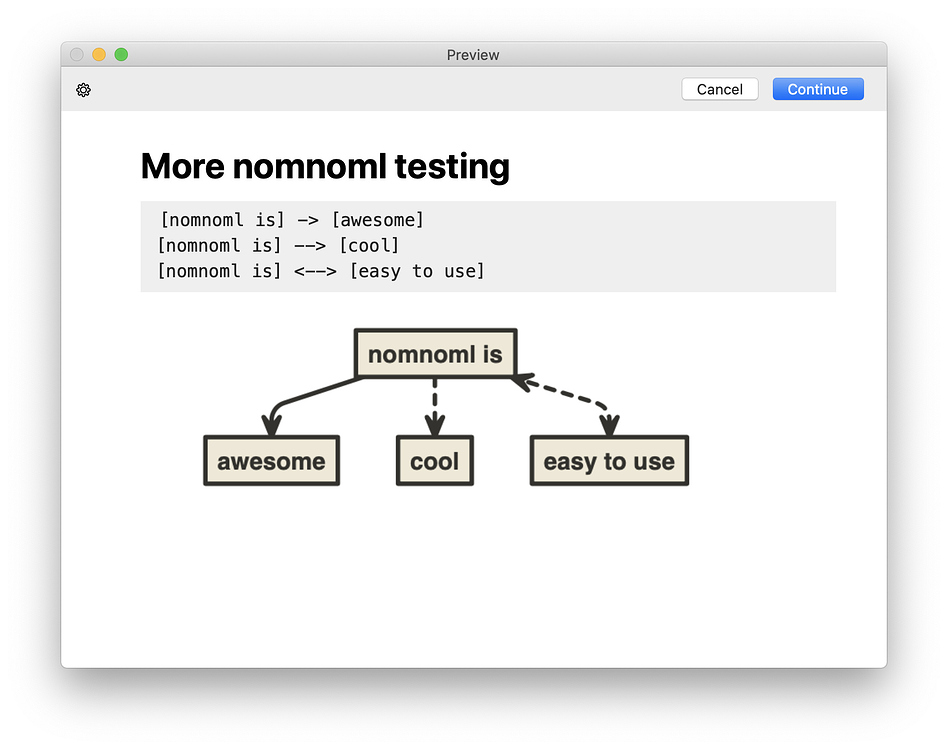 Preview
Cancel Continue
More nomnoml testing
[nomnoml is] -> [awesome]
[nomnoml is] --> [cool]
[nomnoml is] <--> [easy to use]
nomnoml is
awesome cool easy to use